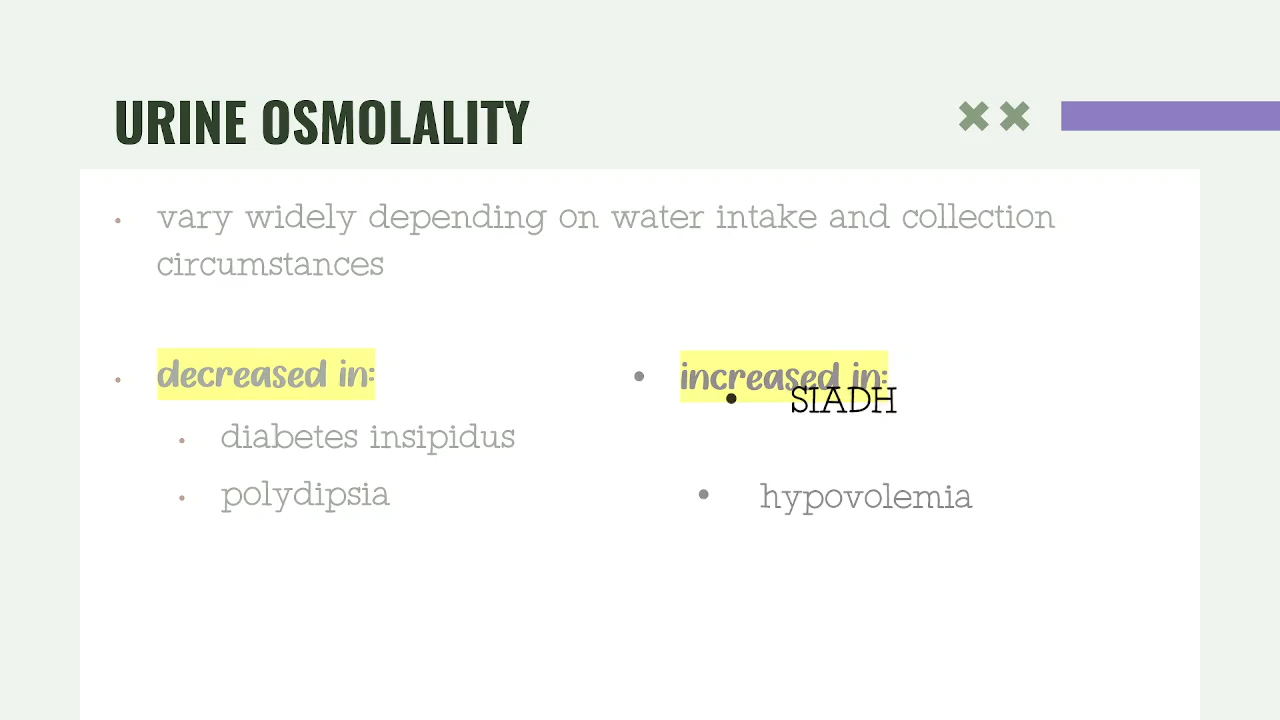 URINE OSMOLALITY
• vary widely depending on water intake and collection
circumstances
• decreased in:
• diabetes insipidus
• polydipsia
• increased in:
• SIADH
• hypovolemia